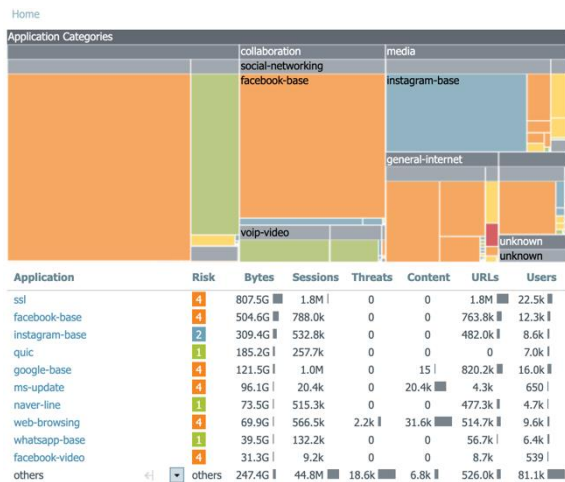 Home
Application Categories
collaboration media
social-networking
facebook-base instagram-base
general-internet
voip-video
unknown
unknown
Application Risk Bytes Sessions Threats Content URLs Users
ssl 4 807.5G 1.8M 0 0 1.8M 22.5k
facebook-base 4 504.6G 788.0k 0 0 763.8k 12.3k
instagram-base 2 309.4G 532.8k 0 0 482.0k 8.6k
quic 1 185.2G 257.7k 0 0 0 7.0k
google-base 4 121.5G 1.0M 0 15 820.2k 16.0k
ms-update 4 96.1G 20.4k 0 20.4k 4.3k 650
naver-line 1 73.5G 515.3k 0 0 477.3k 4.7k
web-browsing 4 69.9G 566.5k 2.2k 31.6k 514.7k 9.6k
whatsapp-base 1 39.5G 132.2k 0 0 56.7k 6.4k
facebook-video 4 31.3G 9.2k 0 0 8.7k 539
others others 247.4G 44.8M 18.6k 6.8k 526.0k 81.1k